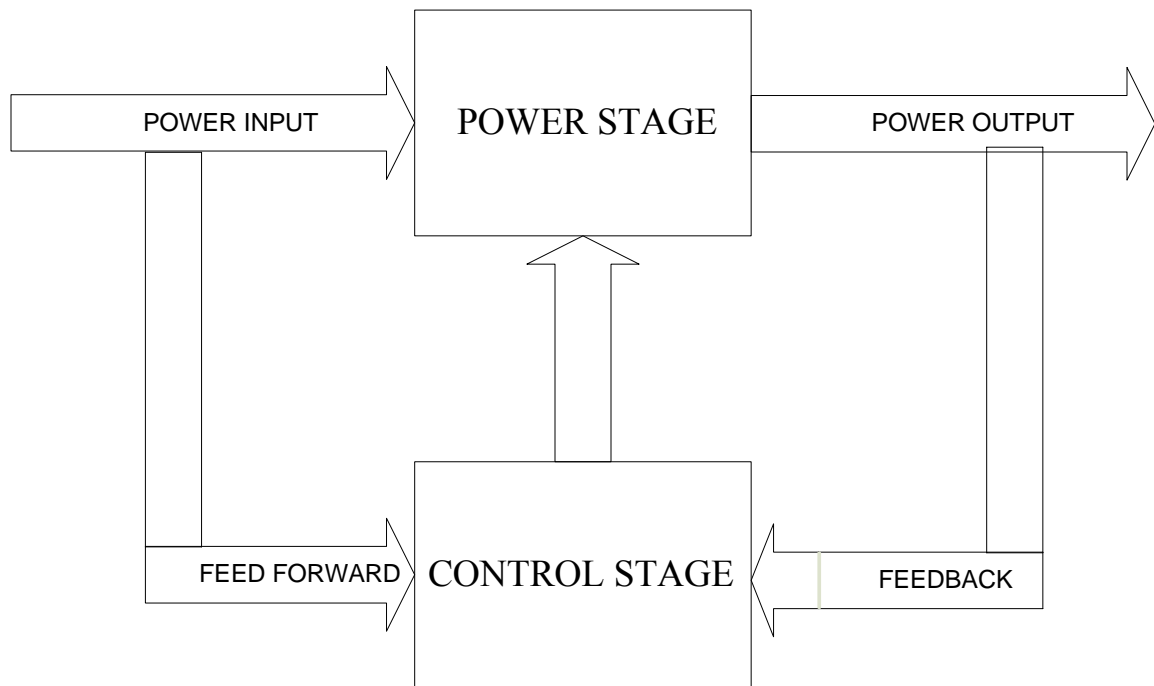 POWER INPUT
POWER STAGE
POWER OUTPUT
FEED FORWARD
CONTROL STAGE
FEEDBACK